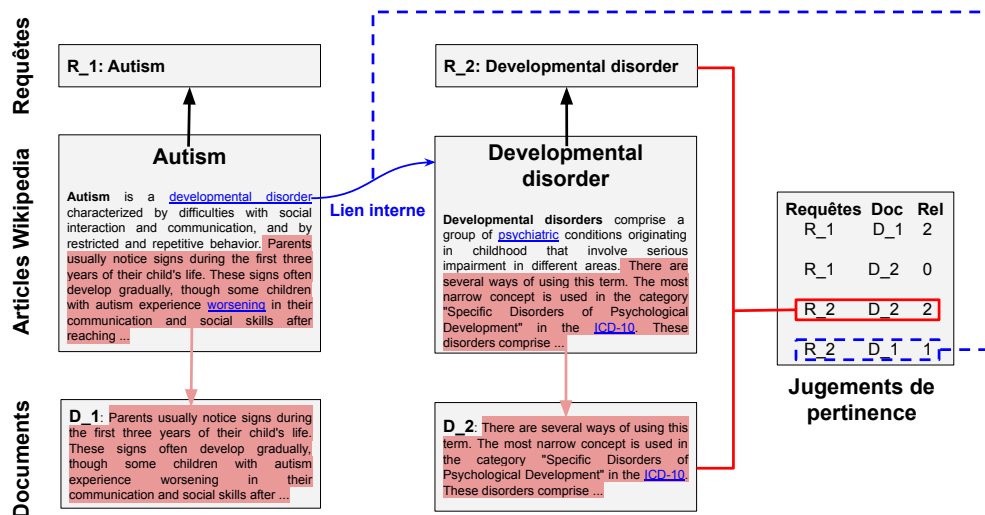 Requêtes
R_1: Autism
R_2: Developmental disorder
Articles Wikipedia
Autism
Autism is a developmental disorder
characterized by difficulties with social
interaction and communication, and by
restricted and repetitive behavior. Parents
usually notice signs during the first three
years of their child's life. These signs often
develop gradually, though some children
with autism experience worsening in their
communication and social skills after
reaching ...
Lien interne
Developmental
disorder
Developmental disorders comprise a
group of psychiatric conditions originating
in childhood that involve serious
impairment in different areas. There are
several ways of using this term. The most
narrow concept is used in the category
"Specific Disorders of Psychological
Development" in the ICD-10. These
disorders comprise ...
Requêtes Doc Rel
R_1 D_1 2
R_1 D_2 0
R_2 D_2 2
R_2 D_1 1
Jugements de
pertinence
Documents
D_1: Parents usually notice signs during
the first three years of their child's life.
These signs often develop gradually,
though some children with autism
experience worsening in their
communication and social skills after ...
D_2: There are several ways of using this
term. The most narrow concept is used in
the category "Specific Disorders of
Psychological Development" in the ICD-10.
These disorders comprise ...